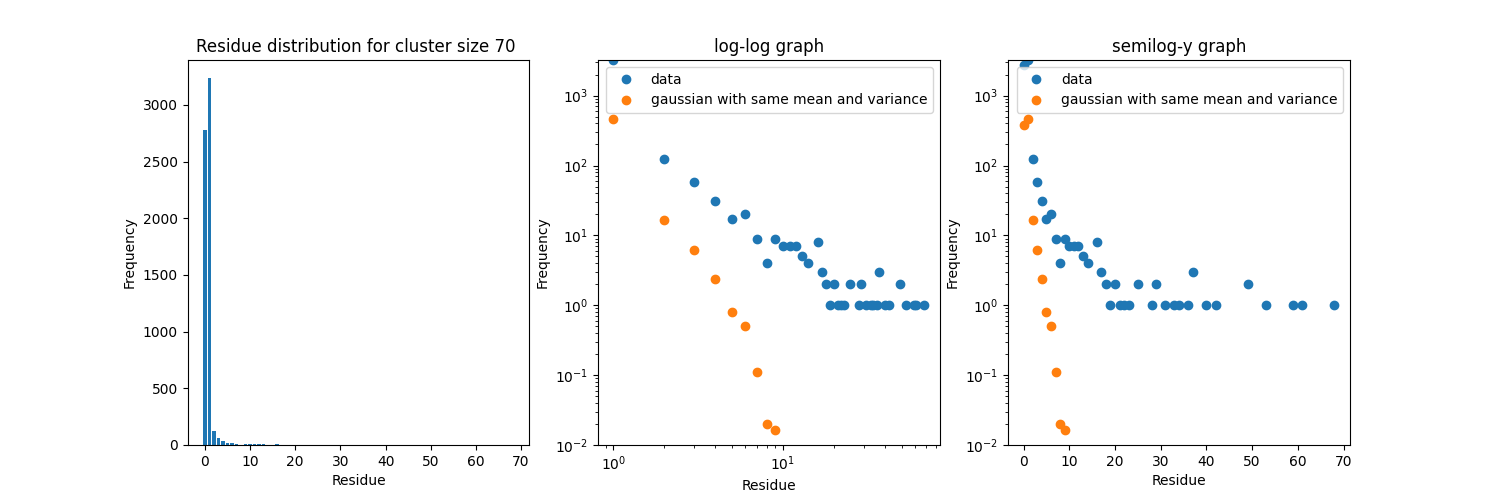 Residue distribution for cluster size 70
Frequency
3000
2500
2000
1500
1000
500
0
0 10 20 30 40 50 60 70
Residue
log-log graph
data
gaussian with same mean and variance
Frequency
10³
10²
10¹
10⁰
10⁻¹
10⁻²
10⁰ 10¹
Residue
semilog-y graph
data
gaussian with same mean and variance
Frequency
10³
10²
10¹
10⁰
10⁻¹
10⁻²
0 10 20 30 40 50 60 70
Residue